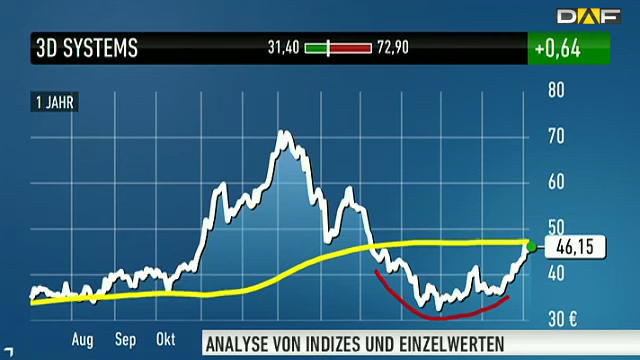 DAF
3D SYSTEMS 31,40 72,90 +0,64
1 JAHR
80
70
60
50
46,15
40
30 €
Aug Sep Okt
ANALYSE VON INDIZES UND EINZELWERTEN